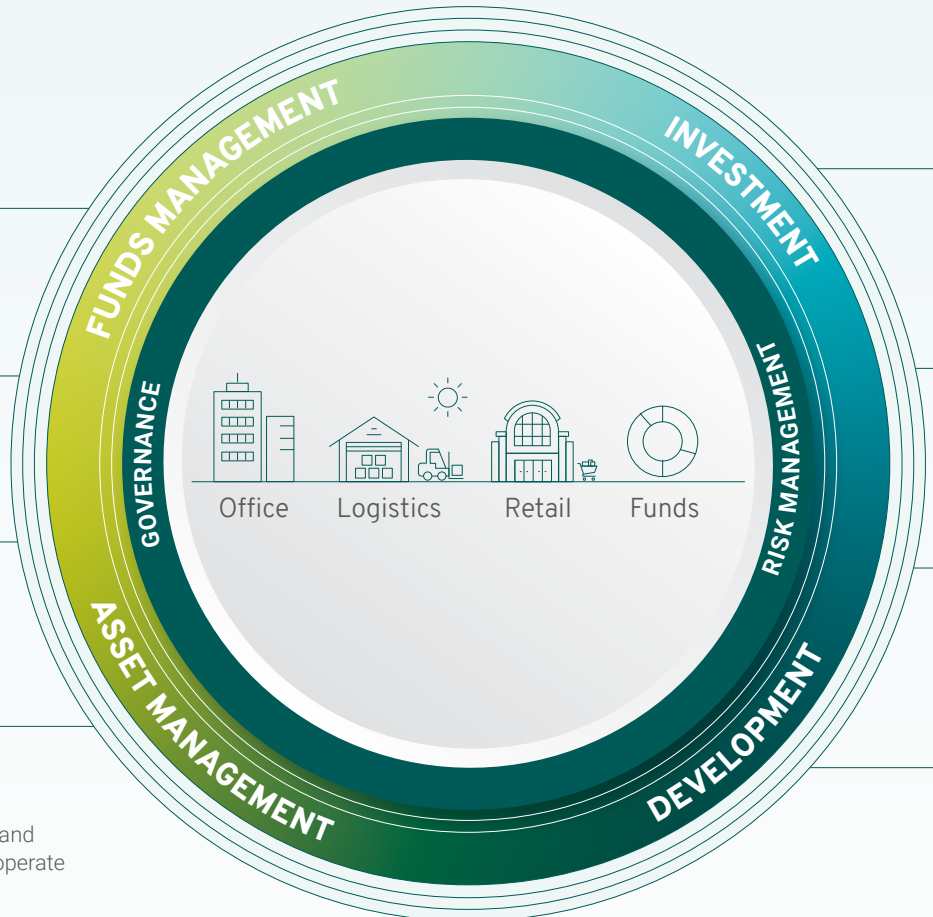 FUNDS MANAGEMENT
INVESTMENT
GOVERNANCE
RISK MANAGEMENT
Office
Logistics
Retail
Funds
ASSET MANAGEMENT
DEVELOPMENT
and
operate